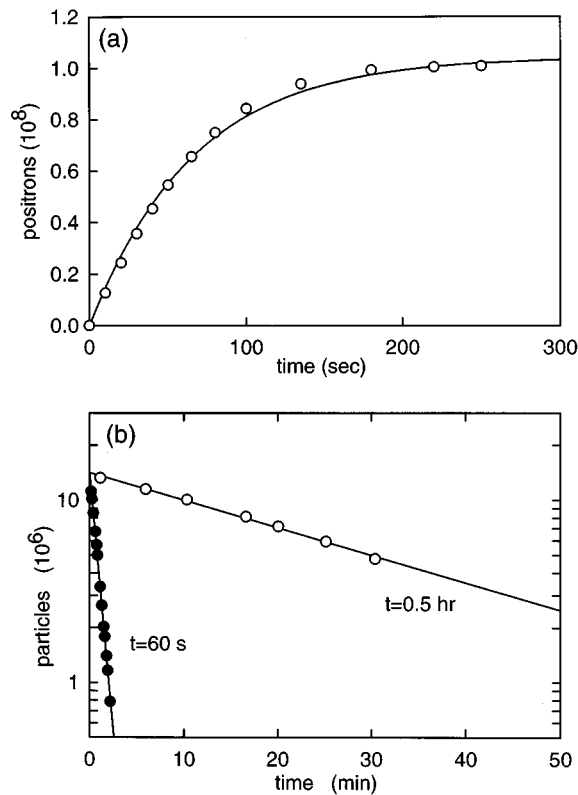 (a)
1.2
1.0
0.8
0.6
0.4
0.2
0.0
positrons (10^8)
0 100 200 300
time (sec)
(b)
10
1
particles (10^6)
t=0.5 hr
t=60 s
0 10 20 30 40 50
time (min)